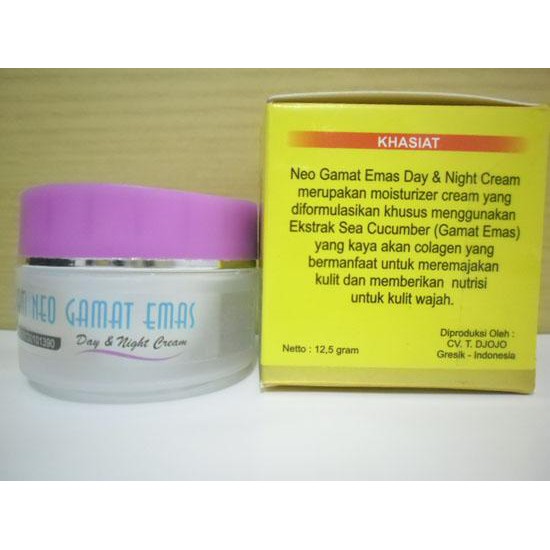 NEO GAMAT EMAS
Day & Night Cream
KHASIAT
Neo Gamat Emas Day & Night Cream
merupakan moisturizer cream yang
diformulasikan khusus menggunakan
Ekstrak Sea Cucumber (Gamat Emas)
yang kaya akan colagen yang
bermanfaat untuk meremajakan
kulit dan memberikan nutrisi
untuk kulit wajah.
Netto : 12,5 gram
Diproduksi Oleh :
CV. T. DJOJO
Gresik - Indonesia